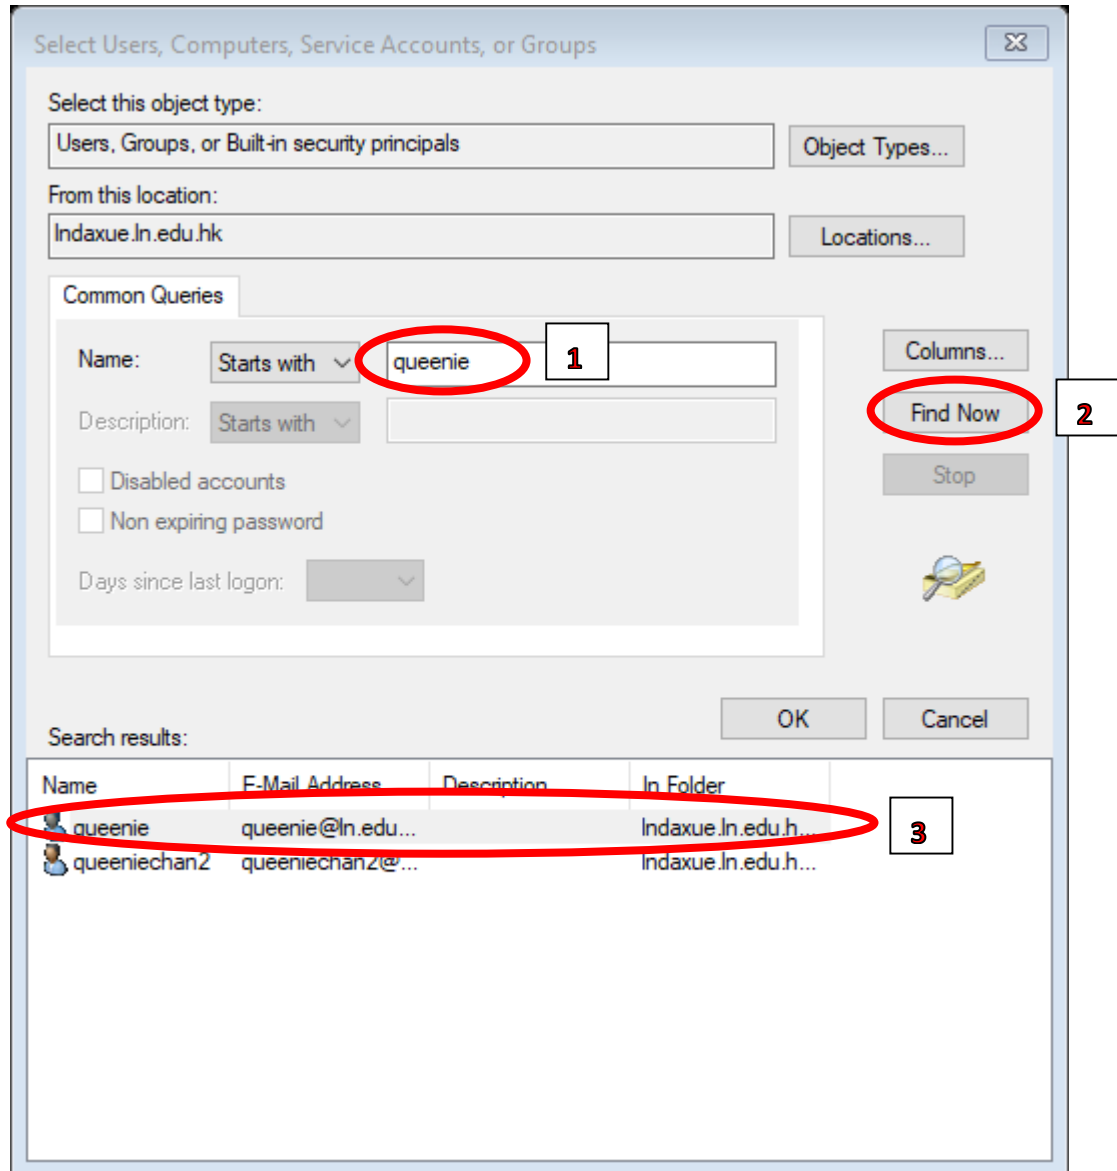 Select Users, Computers, Service Accounts, or Groups
Select this object type:
Users, Groups, or Built-in security principals
Object Types...
From this location:
lndaxue.ln.edu.hk
Locations...
Common Queries
Name:
Starts with
queenie
1
Columns...
Description:
Starts with
Find Now
2
Disabled accounts
Stop
Non expiring password
Days since last logon:
OK
Cancel
Search results:
Name E-Mail Address Description In Folder
queenie queenie@ln.edu... lndaxue.ln.edu.h...
3
queeniechan2 queeniechan2@... lndaxue.ln.edu.h...